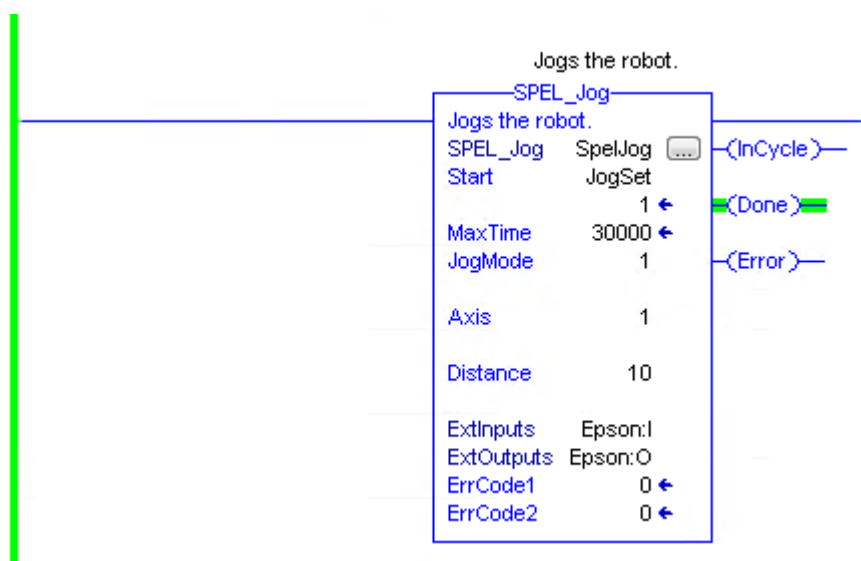 Jogs the robot.
SPEL_Jog
Jogs the robot.
SPEL_Jog SpelJog ... (InCycle)
Start JogSet
1 (Done)
MaxTime 30000
JogMode 1 (Error)
Axis 1
Distance 10
ExtInputs Epson:I
ExtOutputs Epson:O
ErrCode1 0
ErrCode2 0